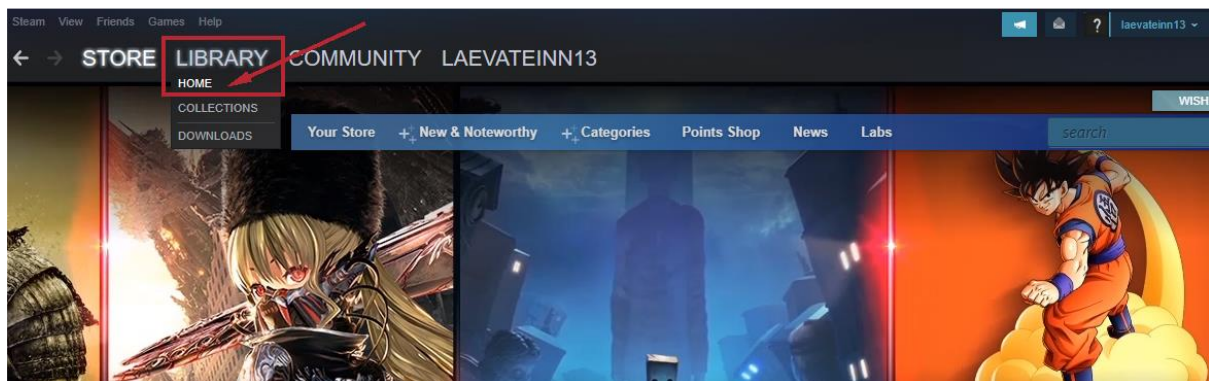 Steam View Friends Games Help
? laevateinn13
STORE LIBRARY COMMUNITY LAEVATEINN13
HOME
COLLECTIONS
DOWNLOADS
WISH
Your Store New & Noteworthy Categories Points Shop News Labs search